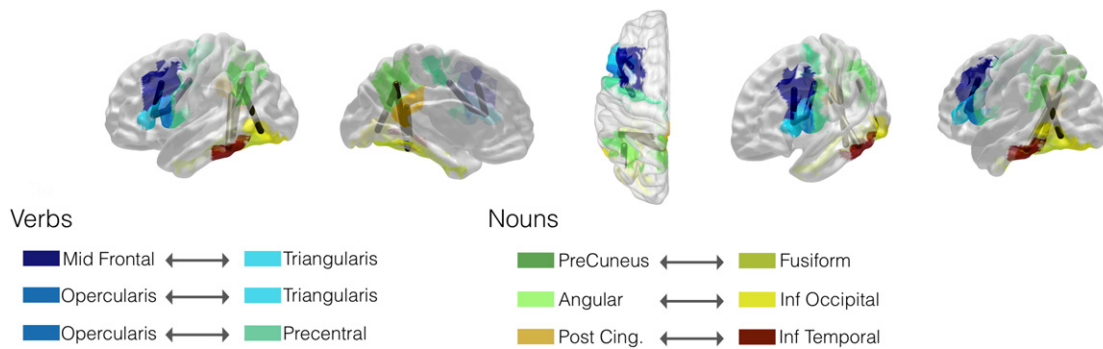 Verbs
Mid Frontal Triangularis
Opercularis Triangularis
Opercularis Precentral
Nouns
PreCuneus Fusiform
Angular Inf Occipital
Post Cing. Inf Temporal